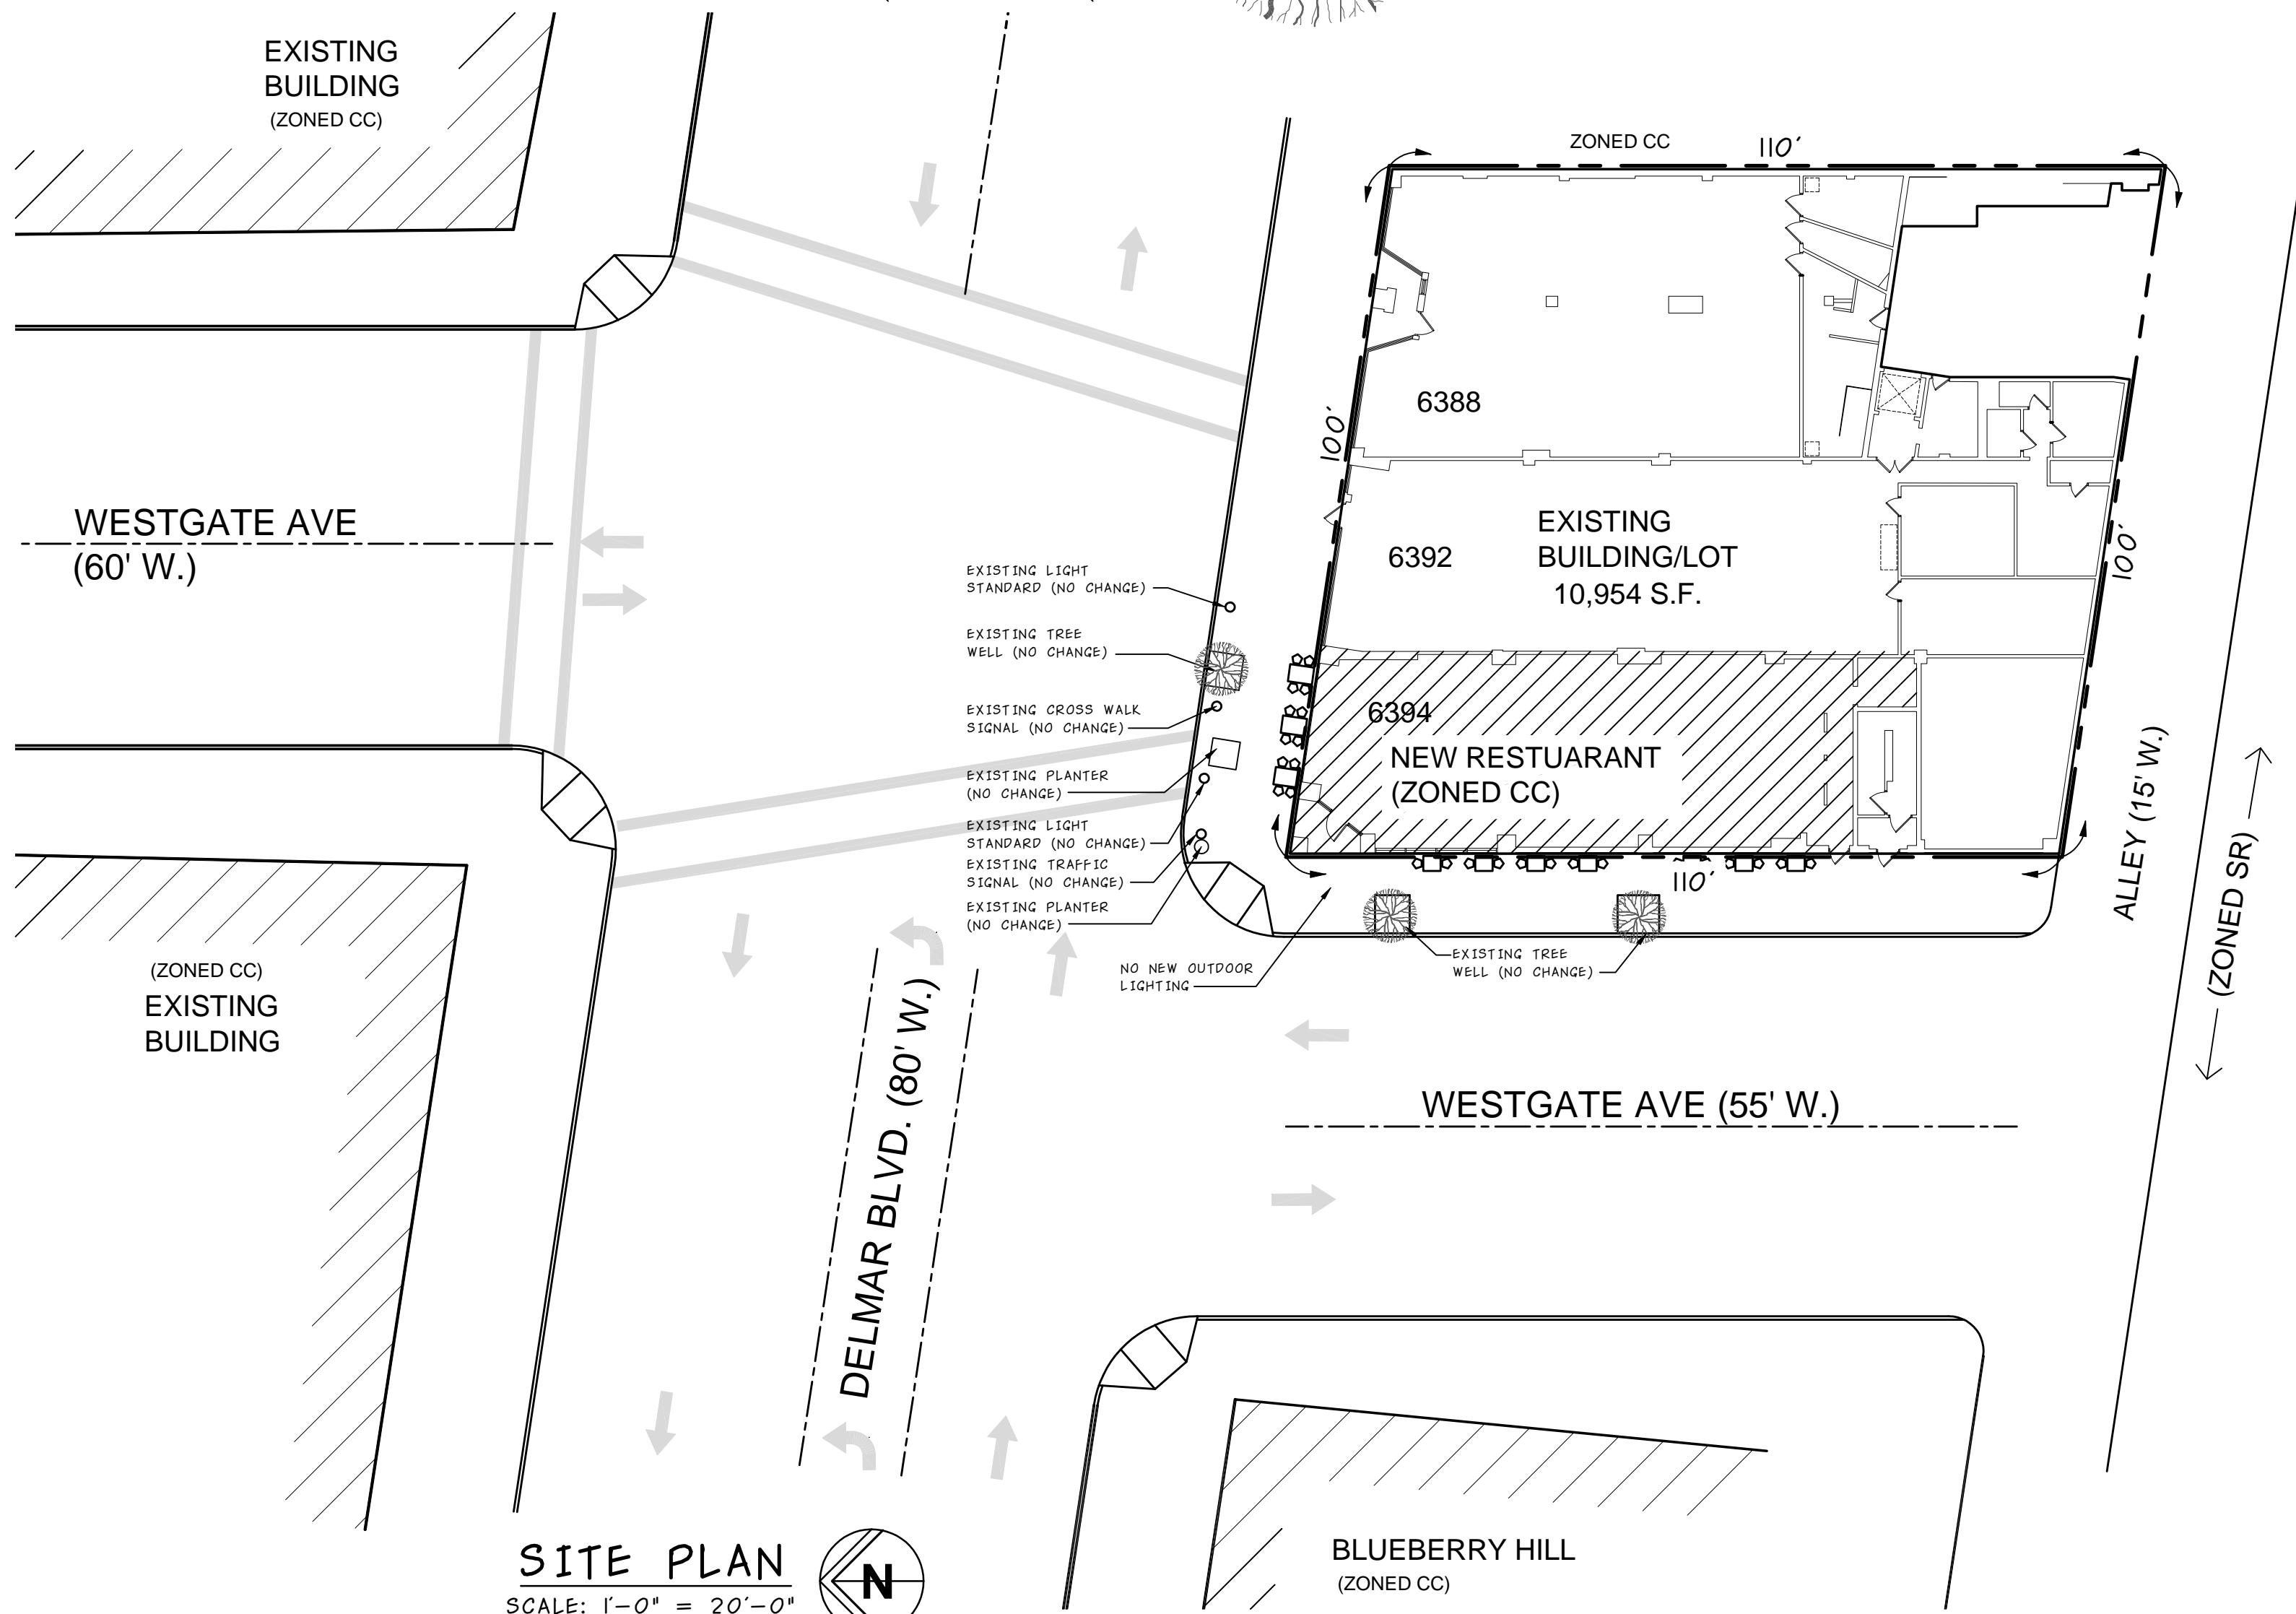 EXISTING
BUILDING
(ZONED CC)
ZONED CC
110'
100'
6388
WESTGATE AVE
(60' W.)
EXISTING LIGHT
STANDARD (NO CHANGE)
EXISTING TREE
WELL (NO CHANGE)
EXISTING CROSS WALK
SIGNAL (NO CHANGE)
EXISTING PLANTER
(NO CHANGE)
EXISTING LIGHT
STANDARD (NO CHANGE)
EXISTING TRAFFIC
SIGNAL (NO CHANGE)
EXISTING PLANTER
(NO CHANGE)
6392
EXISTING
BUILDING/LOT
10,954 S.F.
100'
6394
NEW RESTUARANT
(ZONED CC)
110'
ALLEY (15' W.)
(ZONED SR)
NO NEW OUTDOOR
LIGHTING
EXISTING TREE
WELL (NO CHANGE)
(ZONED CC)
EXISTING
BUILDING
DELMAR BLVD. (80' W.)
WESTGATE AVE (55' W.)
BLUEBERRY HILL
(ZONED CC)
SITE PLAN
SCALE: 1'-0" = 20'-0"
N